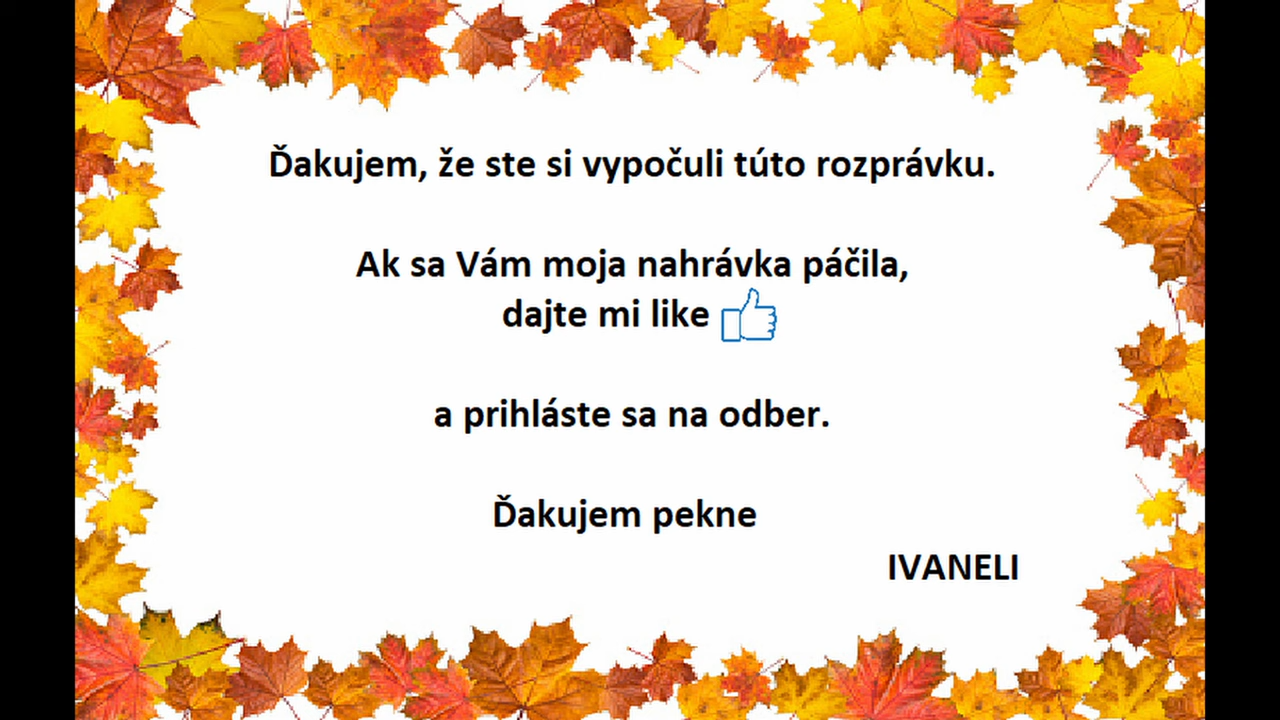 Ďakujem, že ste si vypočuli túto rozprávku.
Ak sa Vám moja nahrávka páčila,
dajte mi like
a prihláste sa na odber.
Ďakujem pekne
IVANELI